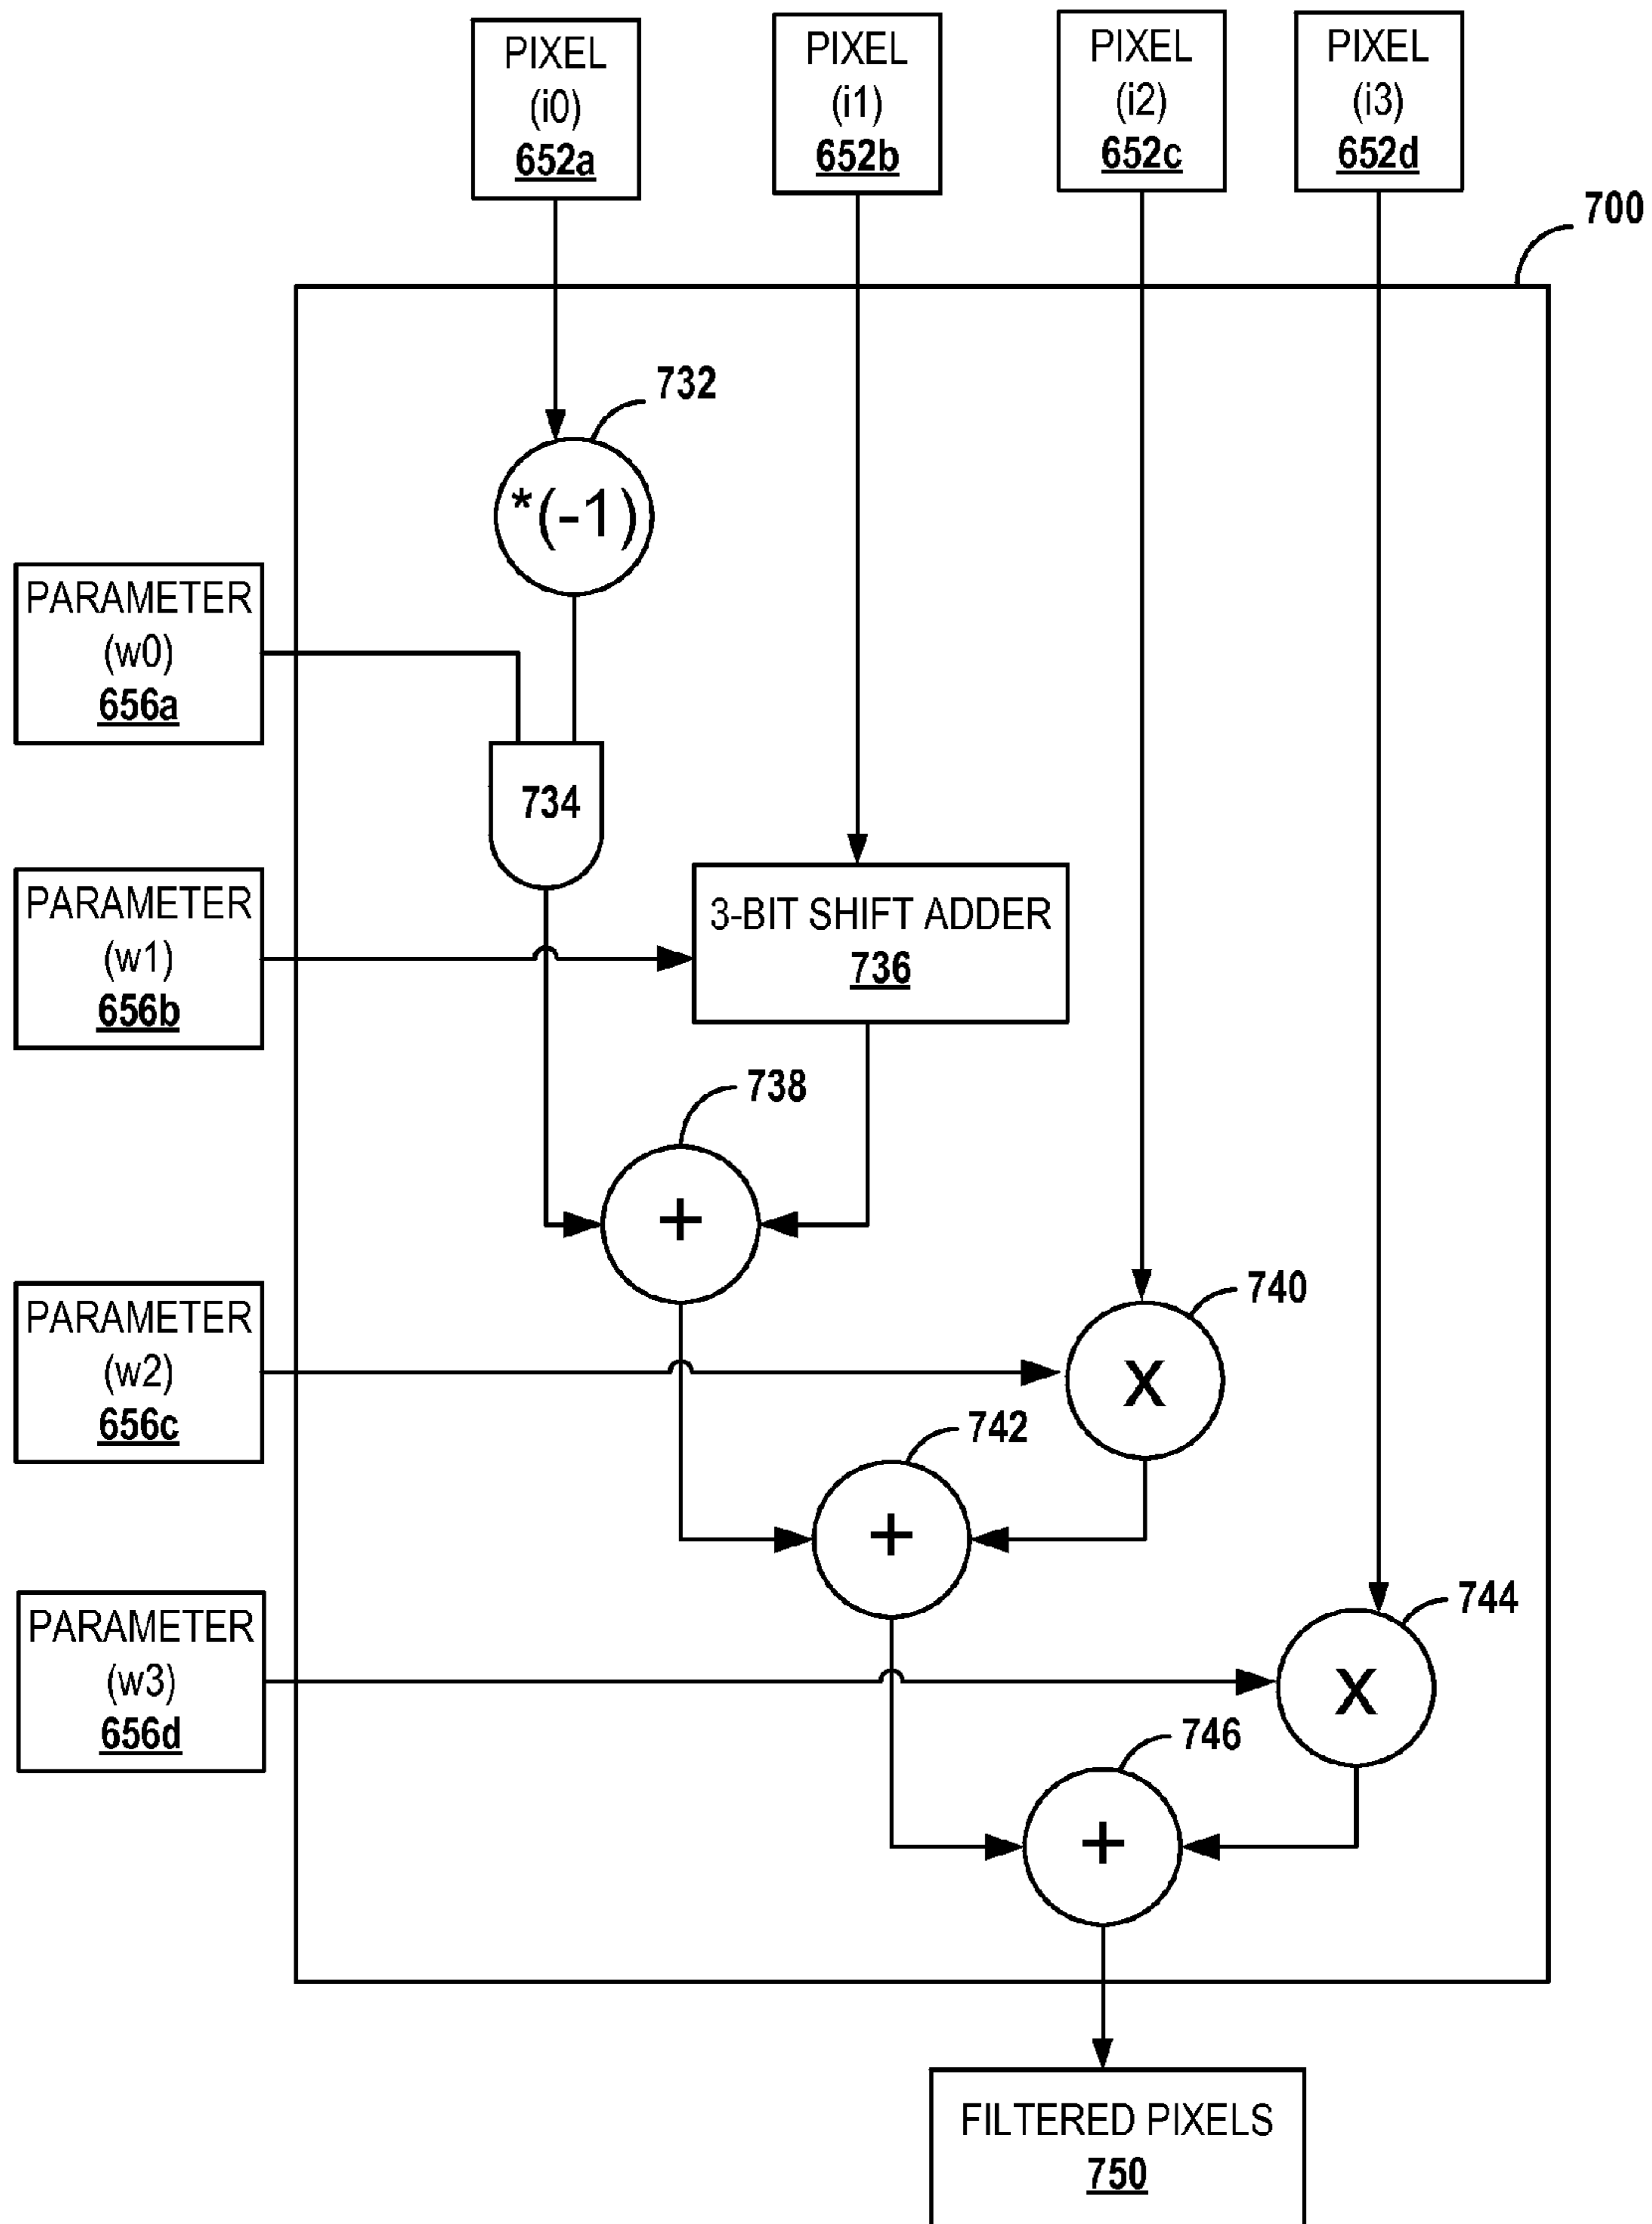 PIXEL
(i0)
652a
PIXEL
(i1)
652b
PIXEL
(i2)
652c
PIXEL
(i3)
652d
700
732
*(-1)
PARAMETER
(w0)
656a
734
PARAMETER
(w1)
656b
3-BIT SHIFT ADDER
736
738
+
PARAMETER
(w2)
656c
740
X
742
+
PARAMETER
(w3)
656d
744
X
746
+
FILTERED PIXELS
750